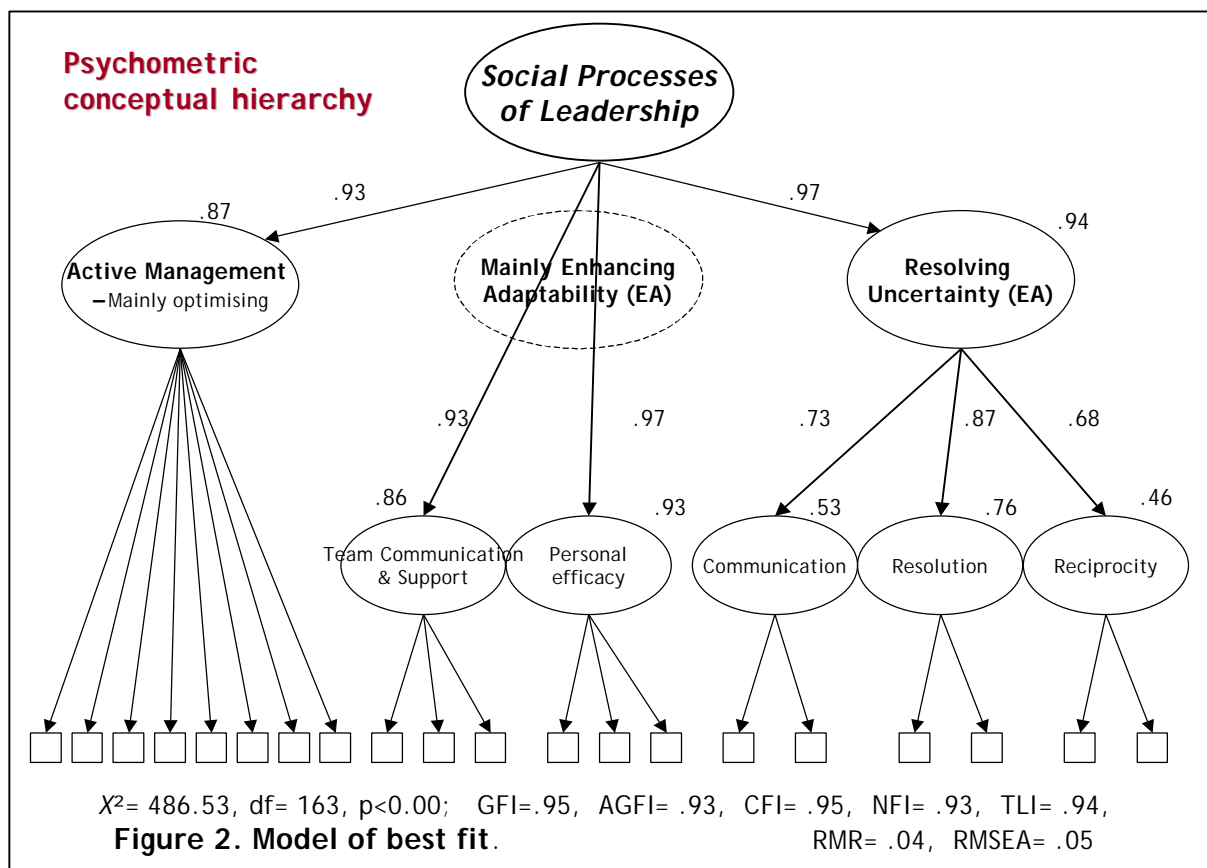 Psychometric
conceptual hierarchy
Social Processes
of Leadership
.93
.97
.87
.94
Active Management
–Mainly optimising
Mainly Enhancing
Adaptability (EA)
Resolving
Uncertainty (EA)
.93
.97
.73
.87
.68
.86
.93
.53
.76
.46
Team Communication
& Support
Personal
efficacy
Communication
Resolution
Reciprocity
X²= 486.53, df= 163, p<0.00; GFI=.95, AGFI= .93, CFI=.95, NFI= .93, TLI= .94,
Figure 2. Model of best fit. RMR= .04, RMSEA= .05